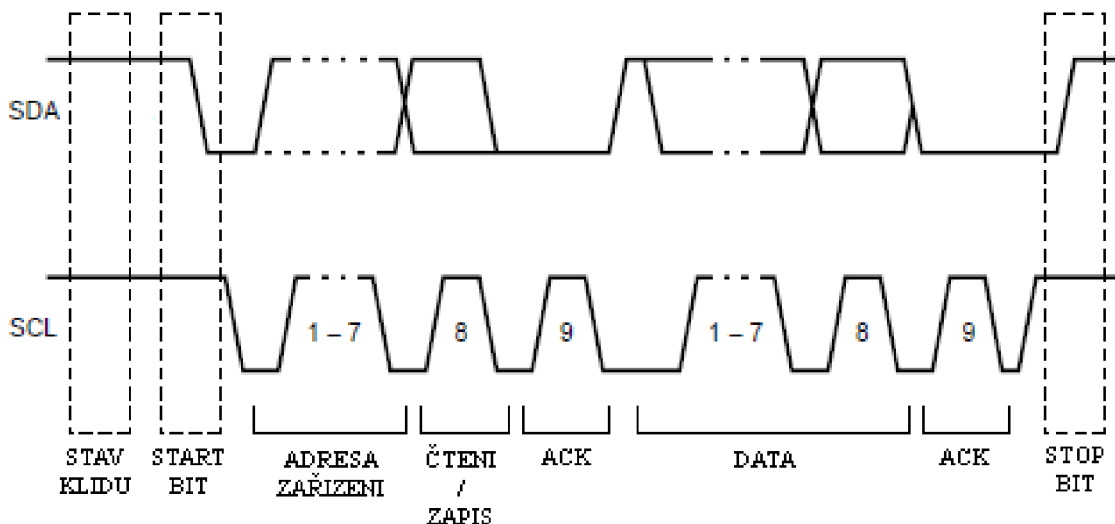 SDA
SCL
1 – 7
8
9
1 – 7
8
9
STAV
KLIDU
START
BIT
ADRESA
ZAŘIZENI
ČTENI
/
ZAPIS
ACK
DATA
ACK
STOP
BIT